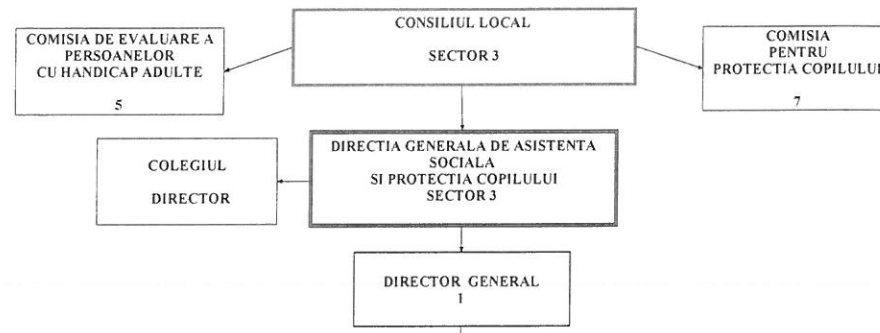 CONSILIUL LOCAL
SECTOR 3
COMISIA DE EVALUARE A
PERSOANELOR
CU HANDICAP ADULTE
5
COMISIA
PENTRU
PROTECTIA COPILULUI
7
DIRECTIA GENERALA DE ASISTENTA
SOCIALA
SI PROTECTIA COPILULUI
SECTOR 3
COLEGIUL
DIRECTOR
DIRECTOR GENERAL
1